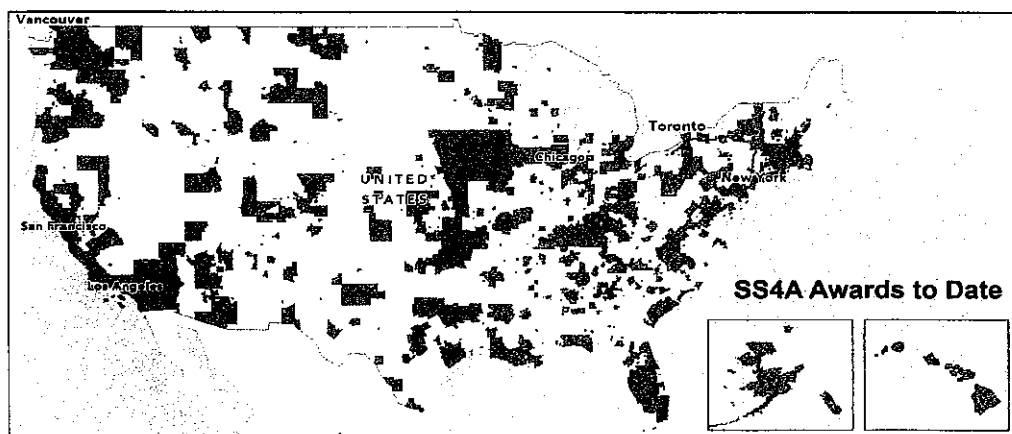 Vancouver
Toronto
Chicago
New York
UNITED
STATES
San Francisco
Los Angeles
SS4A Awards to Date